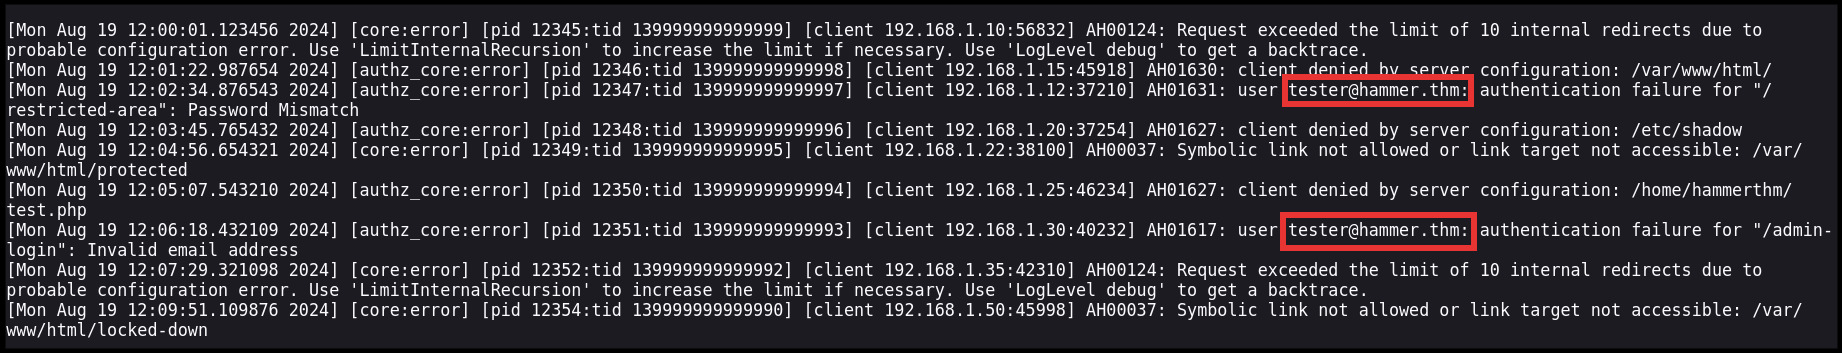 [Mon Aug 19 12:00:01.123456 2024] [core:error] [pid 12345:tid 139999999999999] [client 192.168.1.10:56832] AH00124: Request exceeded the limit of 10 internal redirects due to
probable configuration error. Use 'LimitInternalRecursion' to increase the limit if necessary. Use 'LogLevel debug' to get a backtrace.
[Mon Aug 19 12:01:22.987654 2024] [authz_core:error] [pid 12346:tid 139999999999998] [client 192.168.1.15:45918] AH01630: client denied by server configuration: /var/www/html/
[Mon Aug 19 12:02:34.876543 2024] [authz_core:error] [pid 12347:tid 139999999999997] [client 192.168.1.12:37210] AH01631: user tester@hammer.thm: authentication failure for "/
restricted-area": Password Mismatch
[Mon Aug 19 12:03:45.765432 2024] [authz_core:error] [pid 12348:tid 139999999999996] [client 192.168.1.20:37254] AH01627: client denied by server configuration: /etc/shadow
[Mon Aug 19 12:04:56.654321 2024] [core:error] [pid 12349:tid 139999999999995] [client 192.168.1.22:38100] AH00037: Symbolic link not allowed or link target not accessible: /var/
www/html/protected
[Mon Aug 19 12:05:07.543210 2024] [authz_core:error] [pid 12350:tid 139999999999994] [client 192.168.1.25:46234] AH01627: client denied by server configuration: /home/hammerthm/
test.php
[Mon Aug 19 12:06:18.432109 2024] [authz_core:error] [pid 12351:tid 139999999999993] [client 192.168.1.30:40232] AH01617: user tester@hammer.thm: authentication failure for "/admin-
login": Invalid email address
[Mon Aug 19 12:07:29.321098 2024] [core:error] [pid 12352:tid 139999999999992] [client 192.168.1.35:42310] AH00124: Request exceeded the limit of 10 internal redirects due to
probable configuration error. Use 'LimitInternalRecursion' to increase the limit if necessary. Use 'LogLevel debug' to get a backtrace.
[Mon Aug 19 12:09:51.109876 2024] [core:error] [pid 12354:tid 139999999999990] [client 192.168.1.50:45998] AH00037: Symbolic link not allowed or link target not accessible: /var/
www/html/locked-down